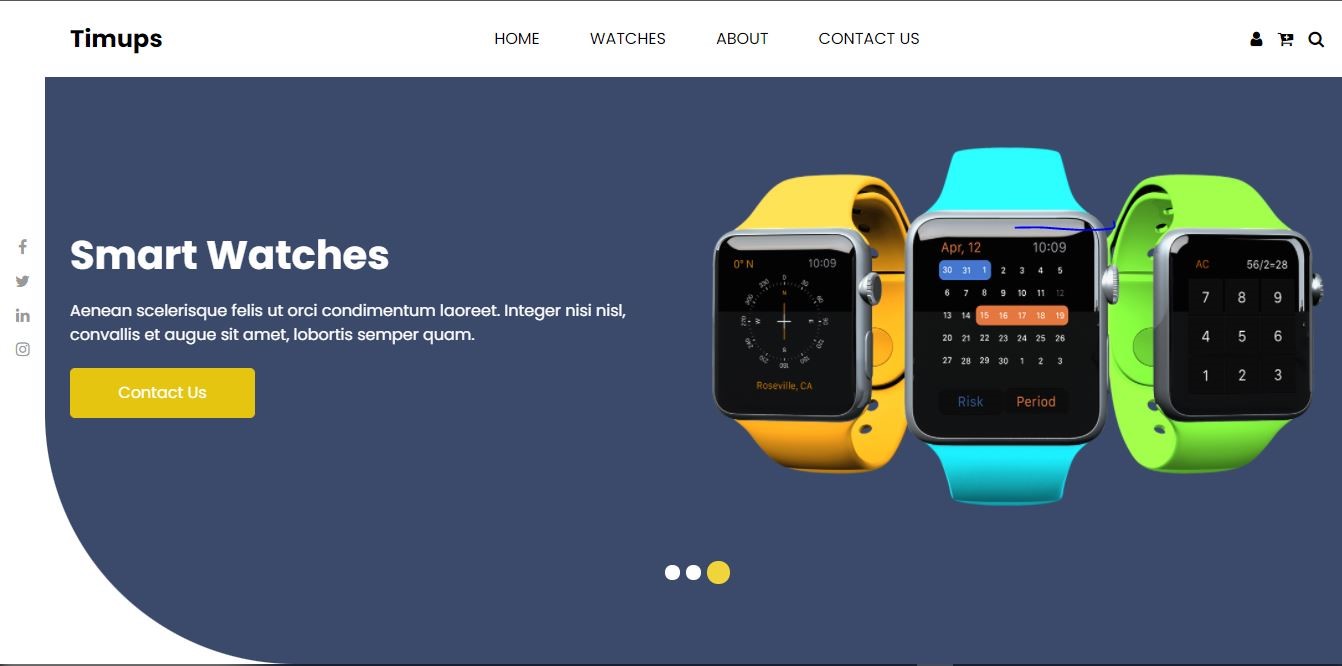 Timups
HOME WATCHES ABOUT CONTACT US
Smart Watches
Aenean scelerisque felis ut orci condimentum laoreet. Integer nisi nisl,
convallis et augue sit amet, lobortis semper quam.
Contact Us
0° N 10:09
Roseville, CA
Apr, 12 10:09
30 31 1 2 3 4 5
6 7 8 9 10 11 12
13 14 15 16 17 18 19
20 21 22 23 24 25 26
27 28 29 30 1 2 3
Risk Period
AC 56/2=28
7 8 9
4 5 6
1 2 3